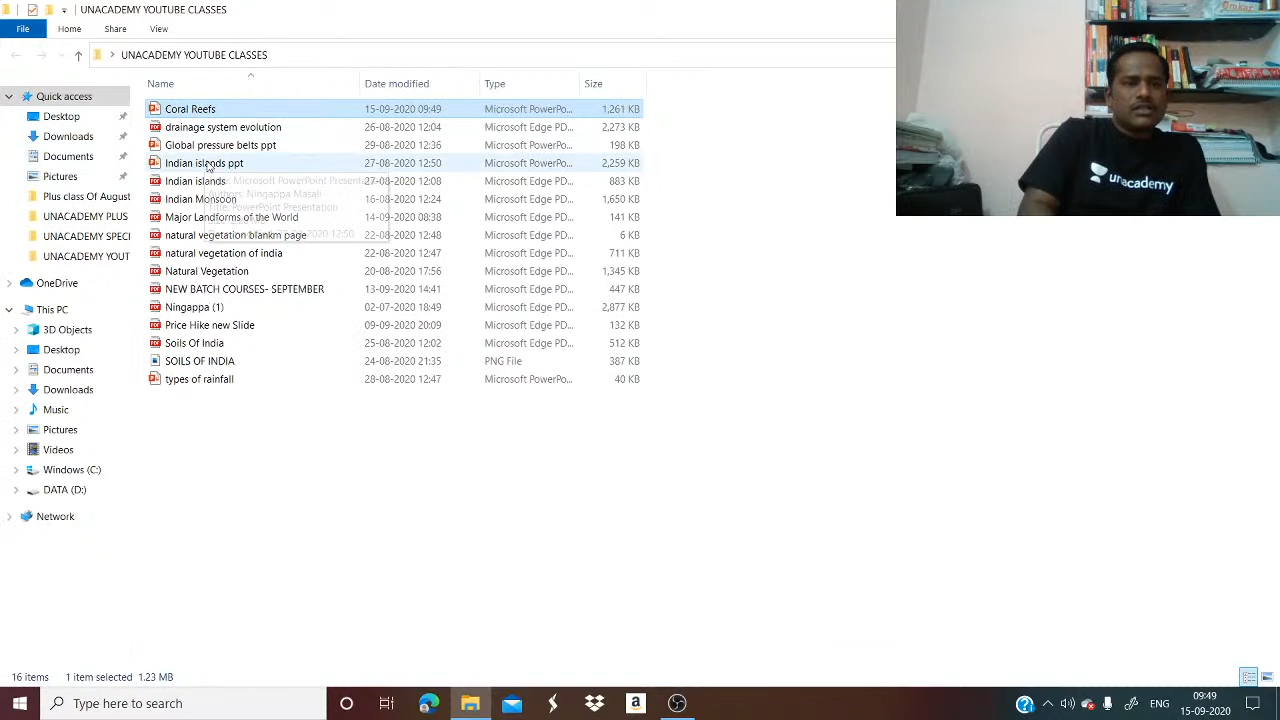 UNACADEMY YOUTUBE CLASSES
File Home Share View
UNACADEMY YOUTUBE CLASSES
Name Date modified Type Size
Quick access
Desktop
Downloads
Documents
Pictures
Plus class Of August
UNACADEMY PLUS
UNACADEMY SPECI
UNACADEMY YOUT
OneDrive
This PC
3D Objects
Desktop
Documents
Downloads
Music
Pictures
Videos
Windows (C:)
DATA (D:)
Network
Coral Reefs 15-09-2020 Microsoft PowerPo... 1,261 KB
drainage system evolution 26-08-2020 12:04 Microsoft Edge PD... 2,273 KB
Global pressure belts ppt Microsoft PowerPo... KB
Indian islands ppt 27-08-2020 12:50 Microsoft PowerPo... 2,259 KB
Indian islands 27-08-2020 Microsoft Edge PD... 883 KB
Indian Monsoon 16-08-2020 12:24 Microsoft Edge PD... 1,650 KB
Major Landforms of the World 14-09-2020 08:38 Microsoft Edge PD... 141 KB
natural vegetation blankm page 22-08-2020 12:48 Microsoft Edge PD... 6 KB
natural vegetation of india 22-08-2020 12:47 Microsoft Edge PD... 711 KB
Natural Vegetation 20-08-2020 17:56 Microsoft Edge PD... 1,345 KB
NEW BATCH COURSES- SEPTEMBER 13-09-2020 14:41 Microsoft Edge PD... 447 KB
Ningappa (1) 02-07-2020 18:49 Microsoft Edge PD... 2,877 KB
Price Hike new Slide 09-09-2020 20:09 Microsoft Edge PD... 132 KB
Soils Of India 25-08-2020 12:02 Microsoft Edge PD... 512 KB
SOILS 0F INDIA 24-08-2020 21:35 PNG File 387 KB
types of rainfall 28-08-2020 12:47 Microsoft PowerPo... 40 KB
Microsoft PowerPoint Presenta
Authors: Ningappa Masali
Title: PowerPoint Presentation
2020 12:50
unacademy
16 items 1 item selected 1.23 MB
Type here to search
ENG
09:49
15-09-2020